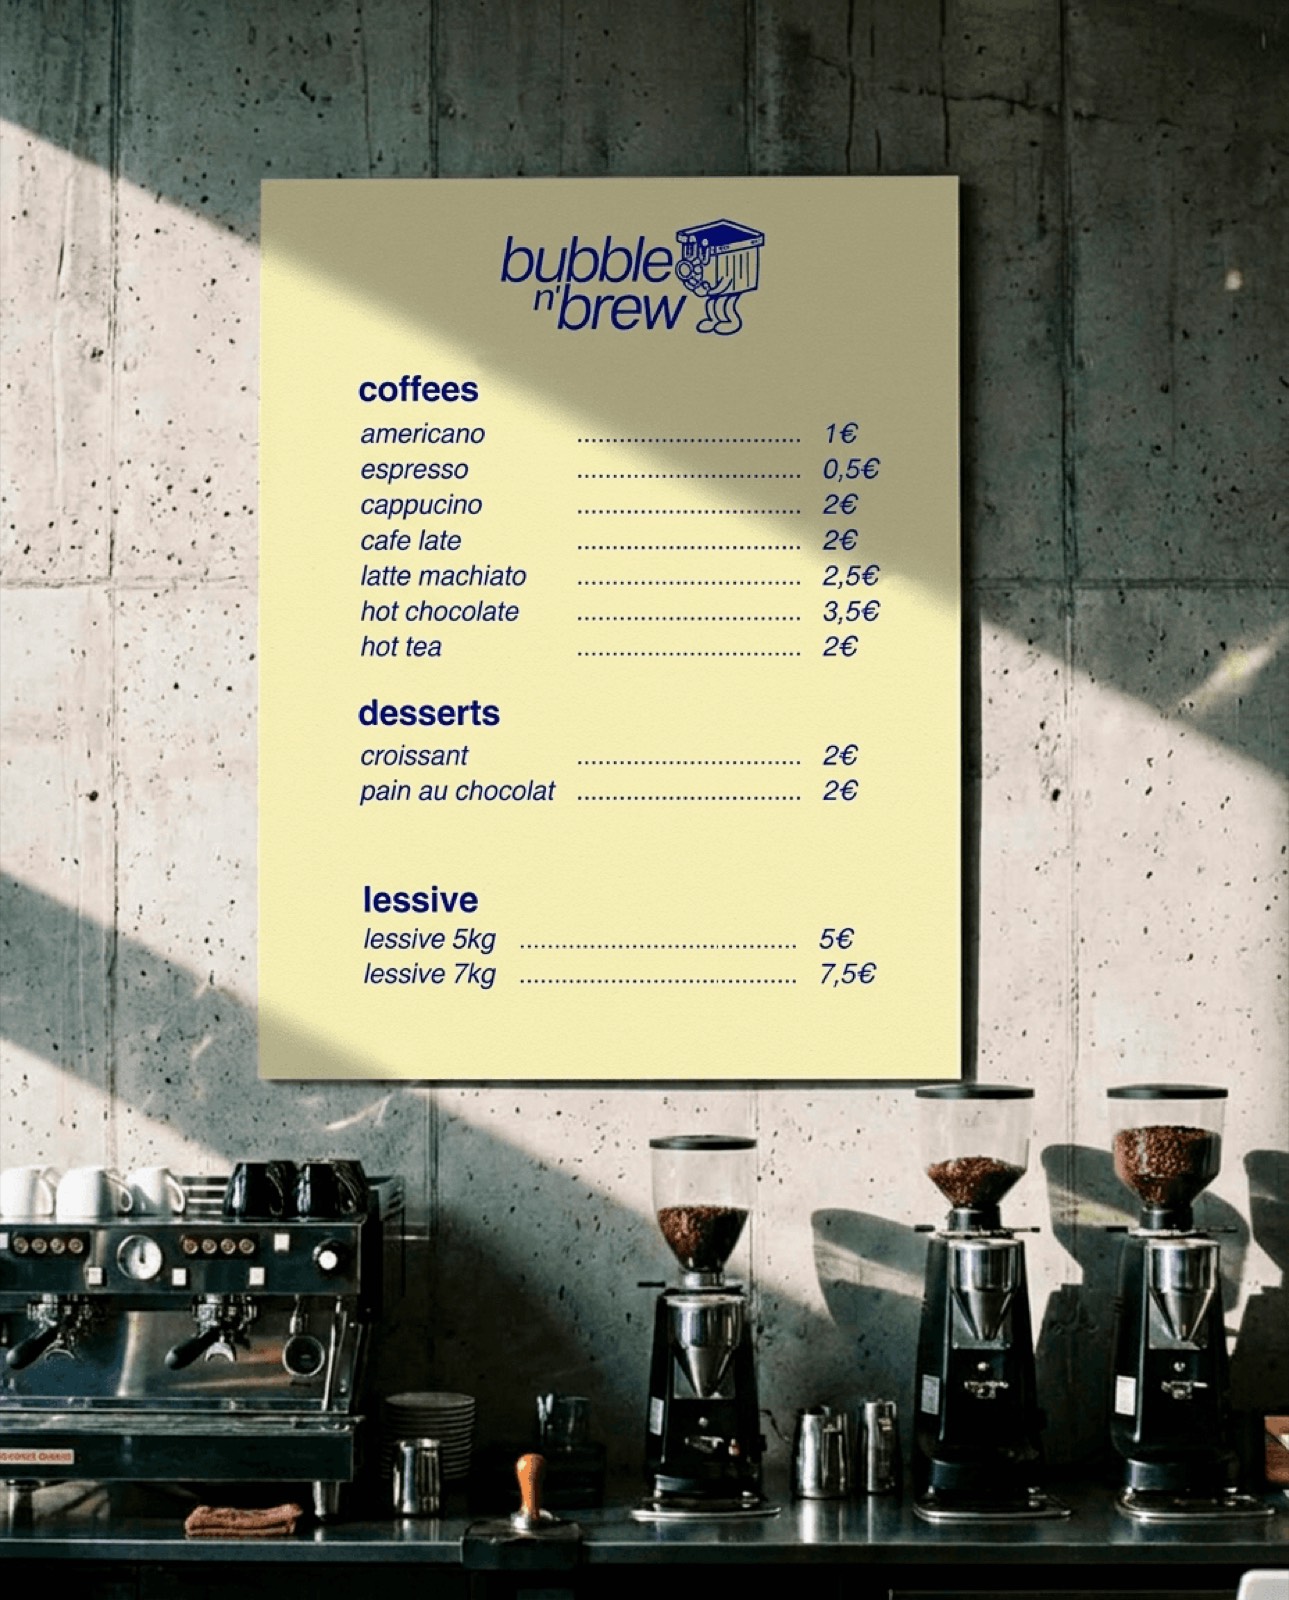 bubble
n'brew
coffees
americano .......... 1€
espresso .......... 0,5€
cappucino .......... 2€
cafe late .......... 2€
latte machiato .......... 2,5€
hot chocolate .......... 3,5€
hot tea .......... 2€
desserts
croissant .......... 2€
pain au chocolat .......... 2€
lessive
lessive 5kg .......... 5€
lessive 7kg .......... 7,5€